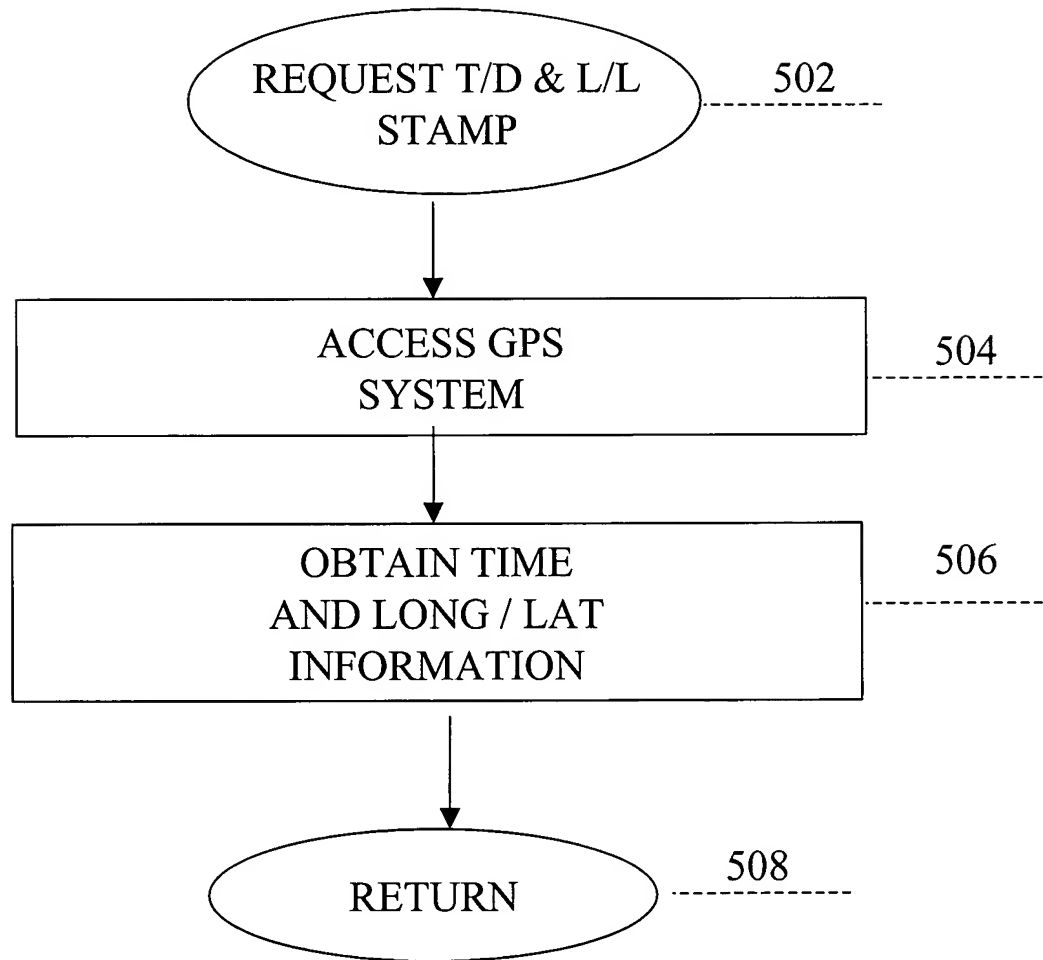 REQUEST T/D & L/L
STAMP
502
ACCESS GPS
SYSTEM
504
OBTAIN TIME
AND LONG / LAT
INFORMATION
506
RETURN
508